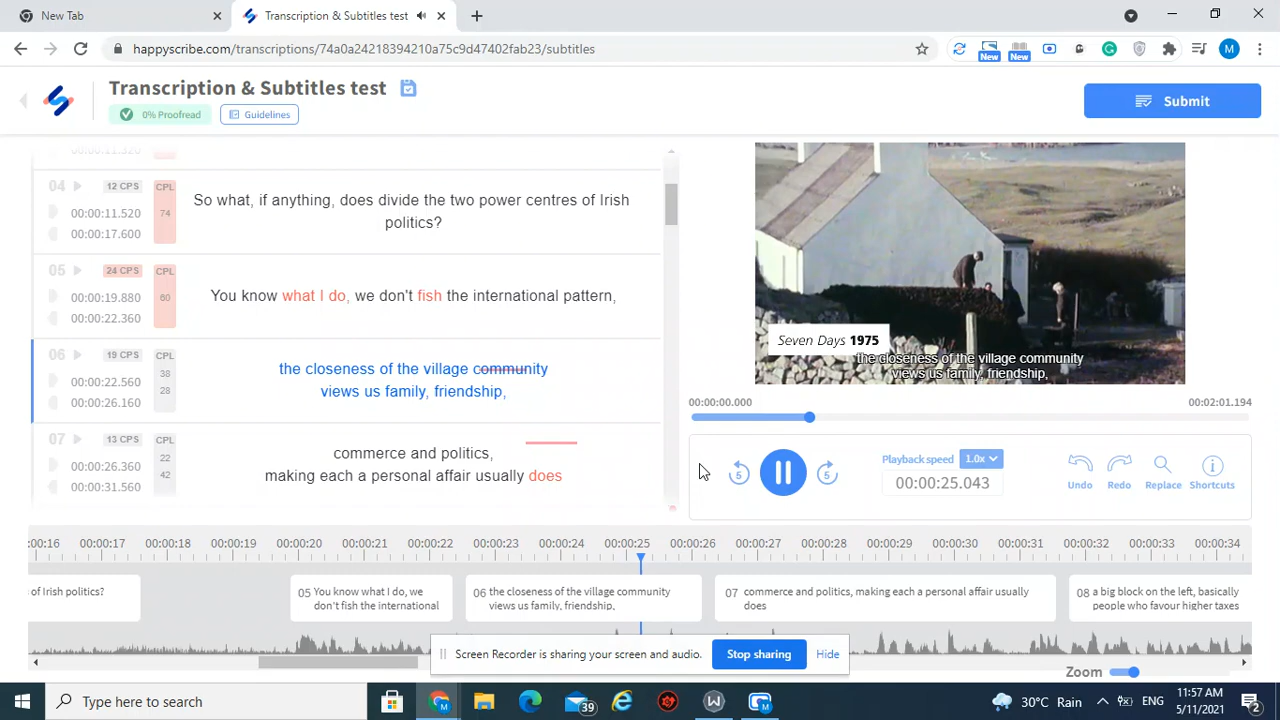 New Tab
Transcription & Subtitles test
happyscribe.com/transcriptions/74a0a24218394210a75c9d47402fab23/subtitles
New
New
M
Transcription & Subtitles test
0% Proofread
Guidelines
Submit
00:00:11.320
04
12 CPS
CPL
00:00:11.520
74
00:00:17.600
So what, if anything, does divide the two power centres of Irish
politics?
05
24 CPS
CPL
00:00:19.880
60
00:00:22.360
You know what I do, we don't fish the international pattern,
06
19 CPS
CPL
00:00:22.560
38
00:00:26.160
28
the closeness of the village community
views us family, friendship,
07
13 CPS
CPL
00:00:26.360
22
00:00:31.560
42
commerce and politics,
making each a personal affair usually does
Seven Days 1975
the closeness of the village community
views us family, friendship,
00:00:00.000
00:02:01.194
5
5
Playback speed
1.0x
00:00:25.043
Undo
Redo
Replace
Shortcuts
00:00:16
00:00:17
00:00:18
00:00:19
00:00:20
00:00:21
00:00:22
00:00:23
00:00:24
00:00:25
00:00:26
00:00:27
00:00:28
00:00:29
00:00:30
00:00:31
00:00:32
00:00:33
00:00:34
of Irish politics?
05 You know what I do, we
don't fish the international
06 the closeness of the village community
views us family, friendship,
07 commerce and politics, making each a personal affair usually
does
08 a big block on the left, basically
people who favour higher taxes
Screen Recorder is sharing your screen and audio.
Stop sharing
Hide
Zoom
Type here to search
39
30°C Rain
ENG
11:57 AM
5/11/2021
2